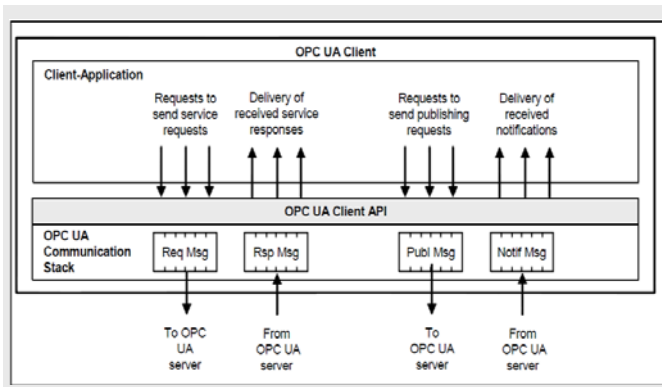 OPC UA Client
Client-Application
Requests to
send service
requests
Delivery of
received service
responses
Requests to
send publishing
requests
Delivery of
received
notifications
OPC UA Client API
OPC UA
Communication
Stack
Req Msg
Rsp Msg
Publ Msg
Notif Msg
To OPC
UA
server
From
OPC UA
server
To
OPC UA
server
From
OPC UA
server